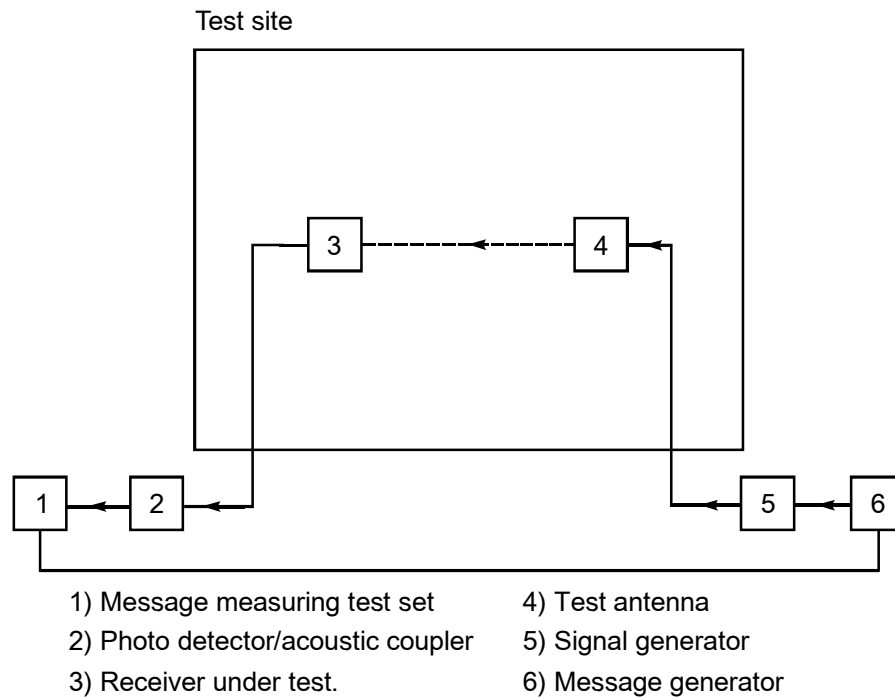 Test site
3
4
1
2
5
6
1) Message measuring test set
2) Photo detector/acoustic coupler
3) Receiver under test.
4) Test antenna
5) Signal generator
6) Message generator